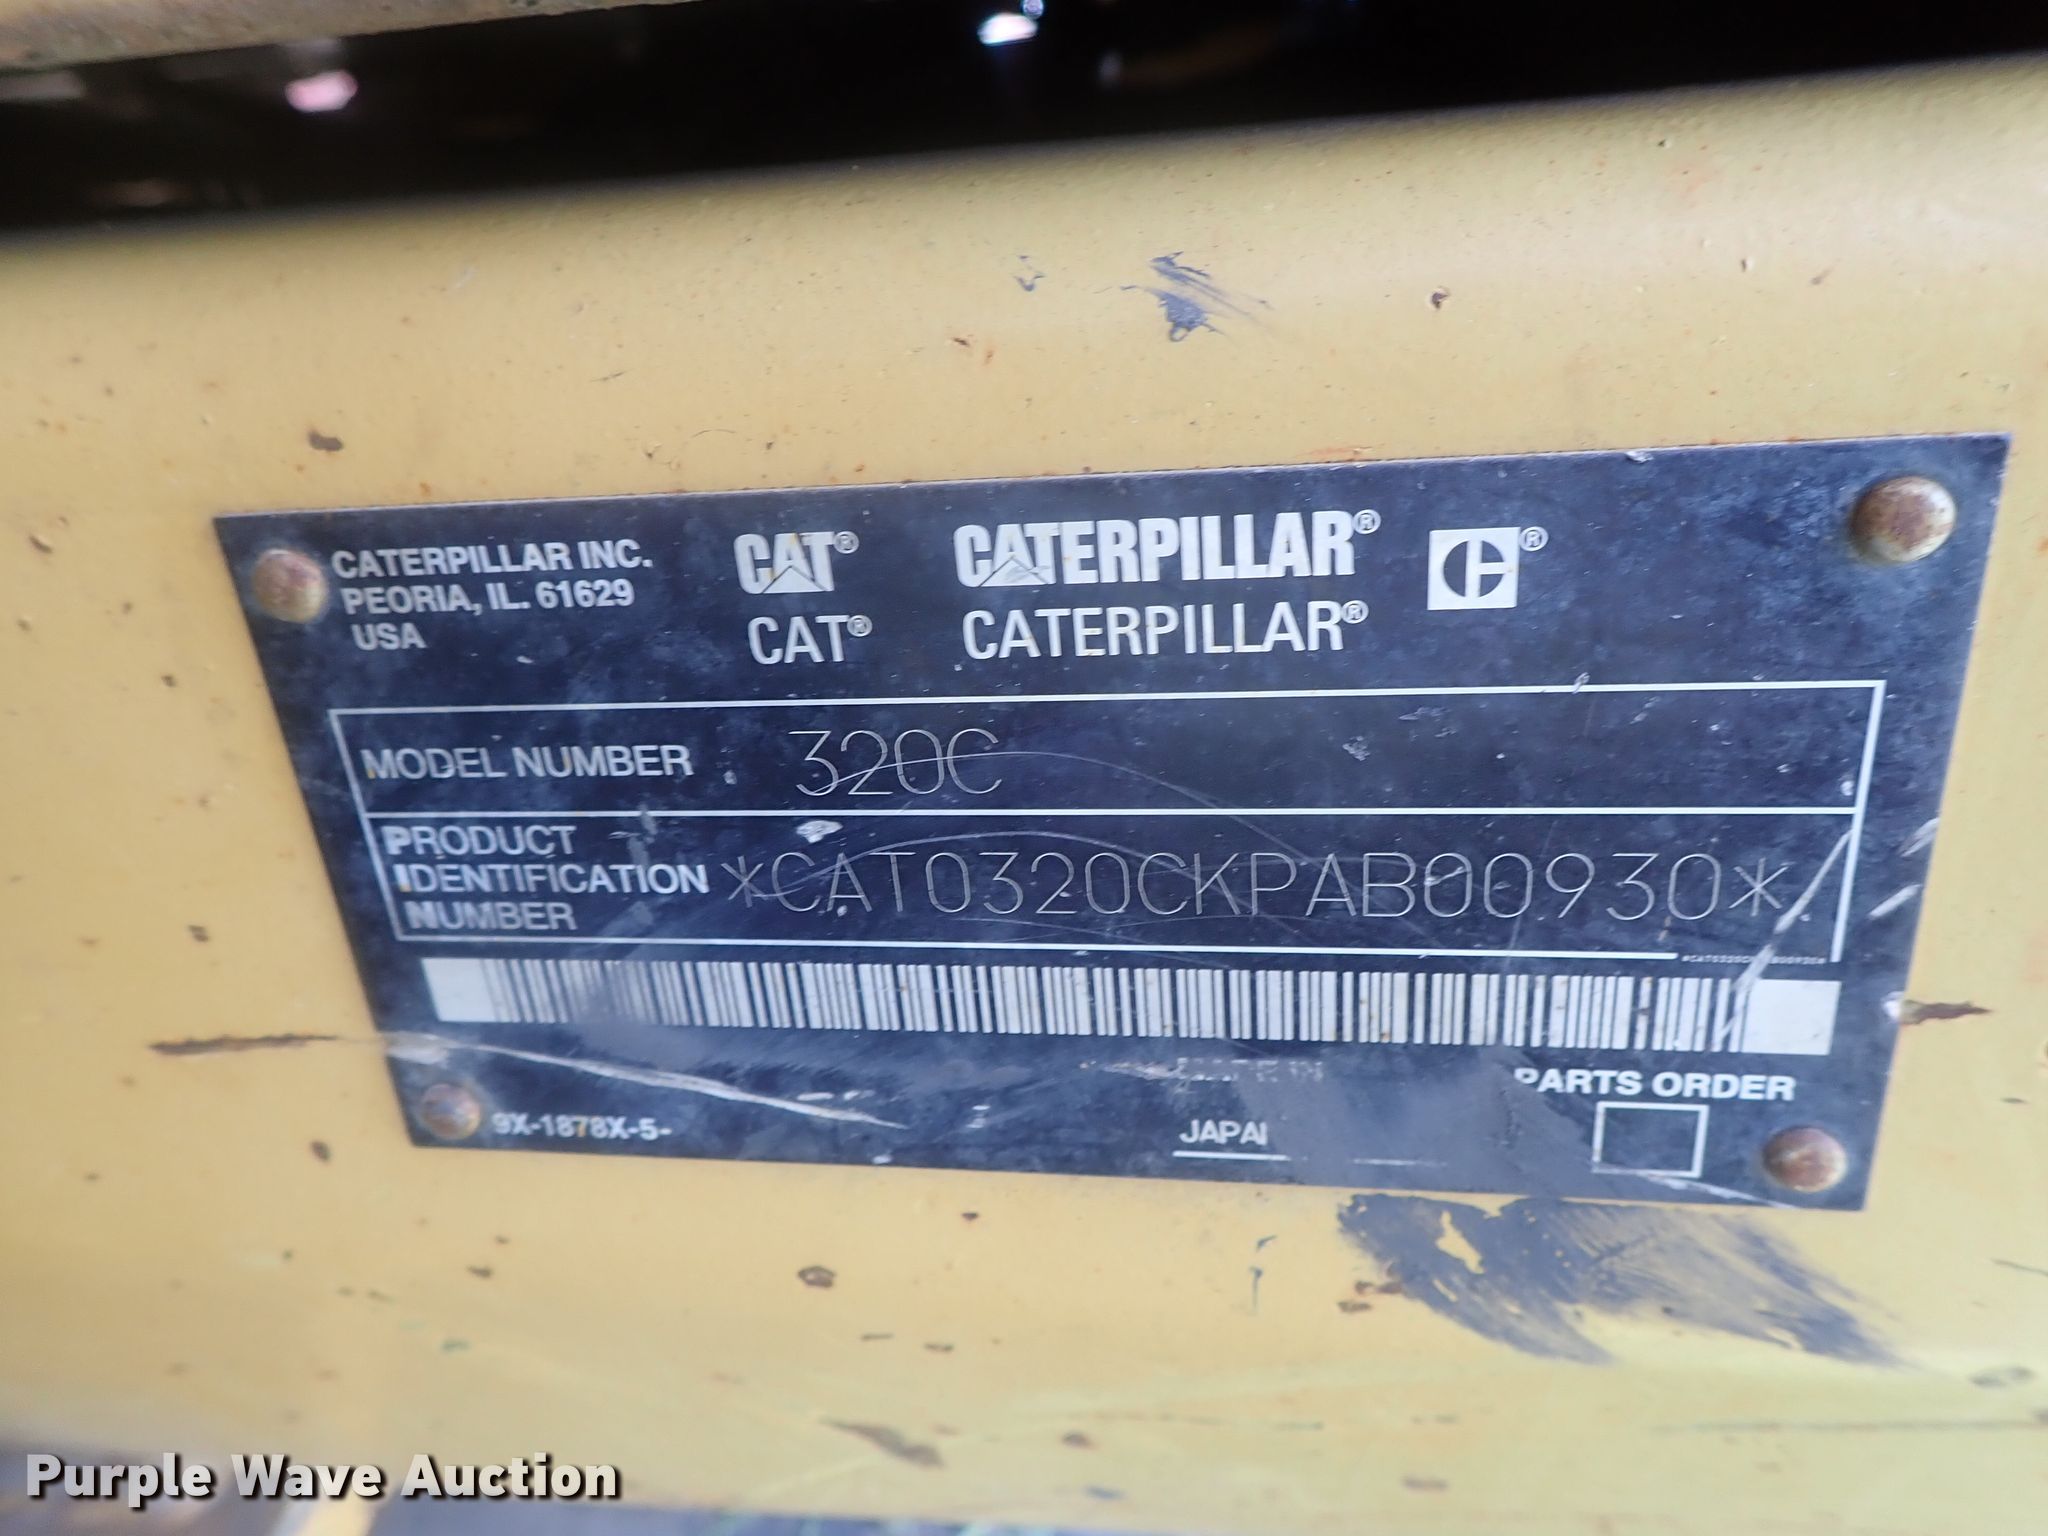 CATERPILLAR INC.
PEORIA, IL. 61629
USA
CAT® CATERPILLAR® ®
CAT® CATERPILLAR®
MODEL NUMBER 320C
PRODUCT
IDENTIFICATION
NUMBER
*CAT0320CKPAB00930*
PARTS ORDER
9X-1878X-5-
JAPAN
Purple Wave Auction